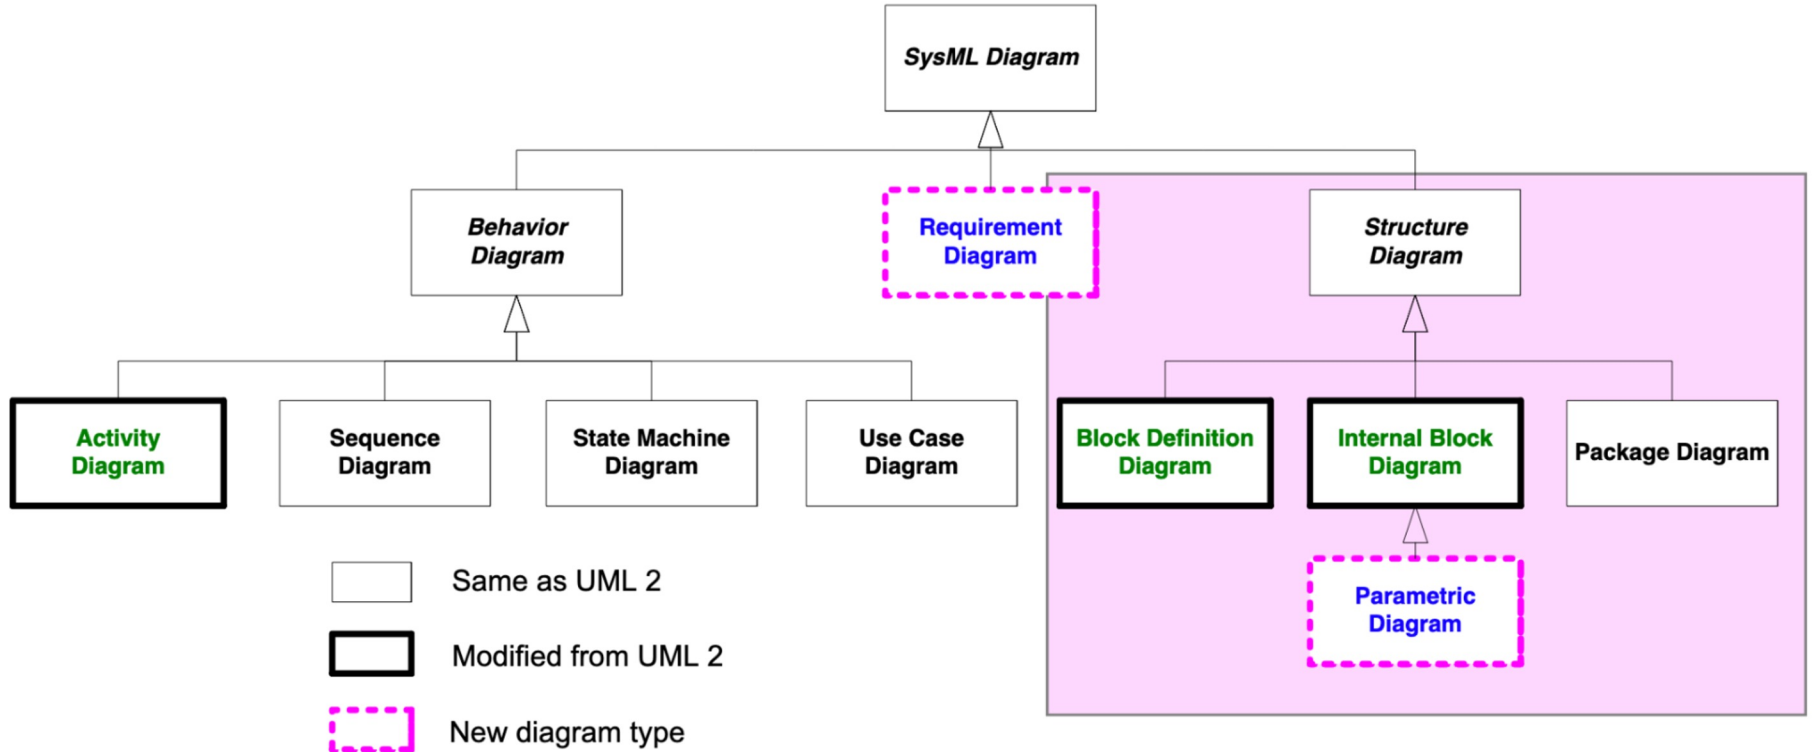 SysML Diagram
Behavior
Diagram
Requirement
Diagram
Structure
Diagram
Activity
Diagram
Sequence
Diagram
State Machine
Diagram
Use Case
Diagram
Block Definition
Diagram
Internal Block
Diagram
Package Diagram
Parametric
Diagram
Same as UML 2
Modified from UML 2
New diagram type